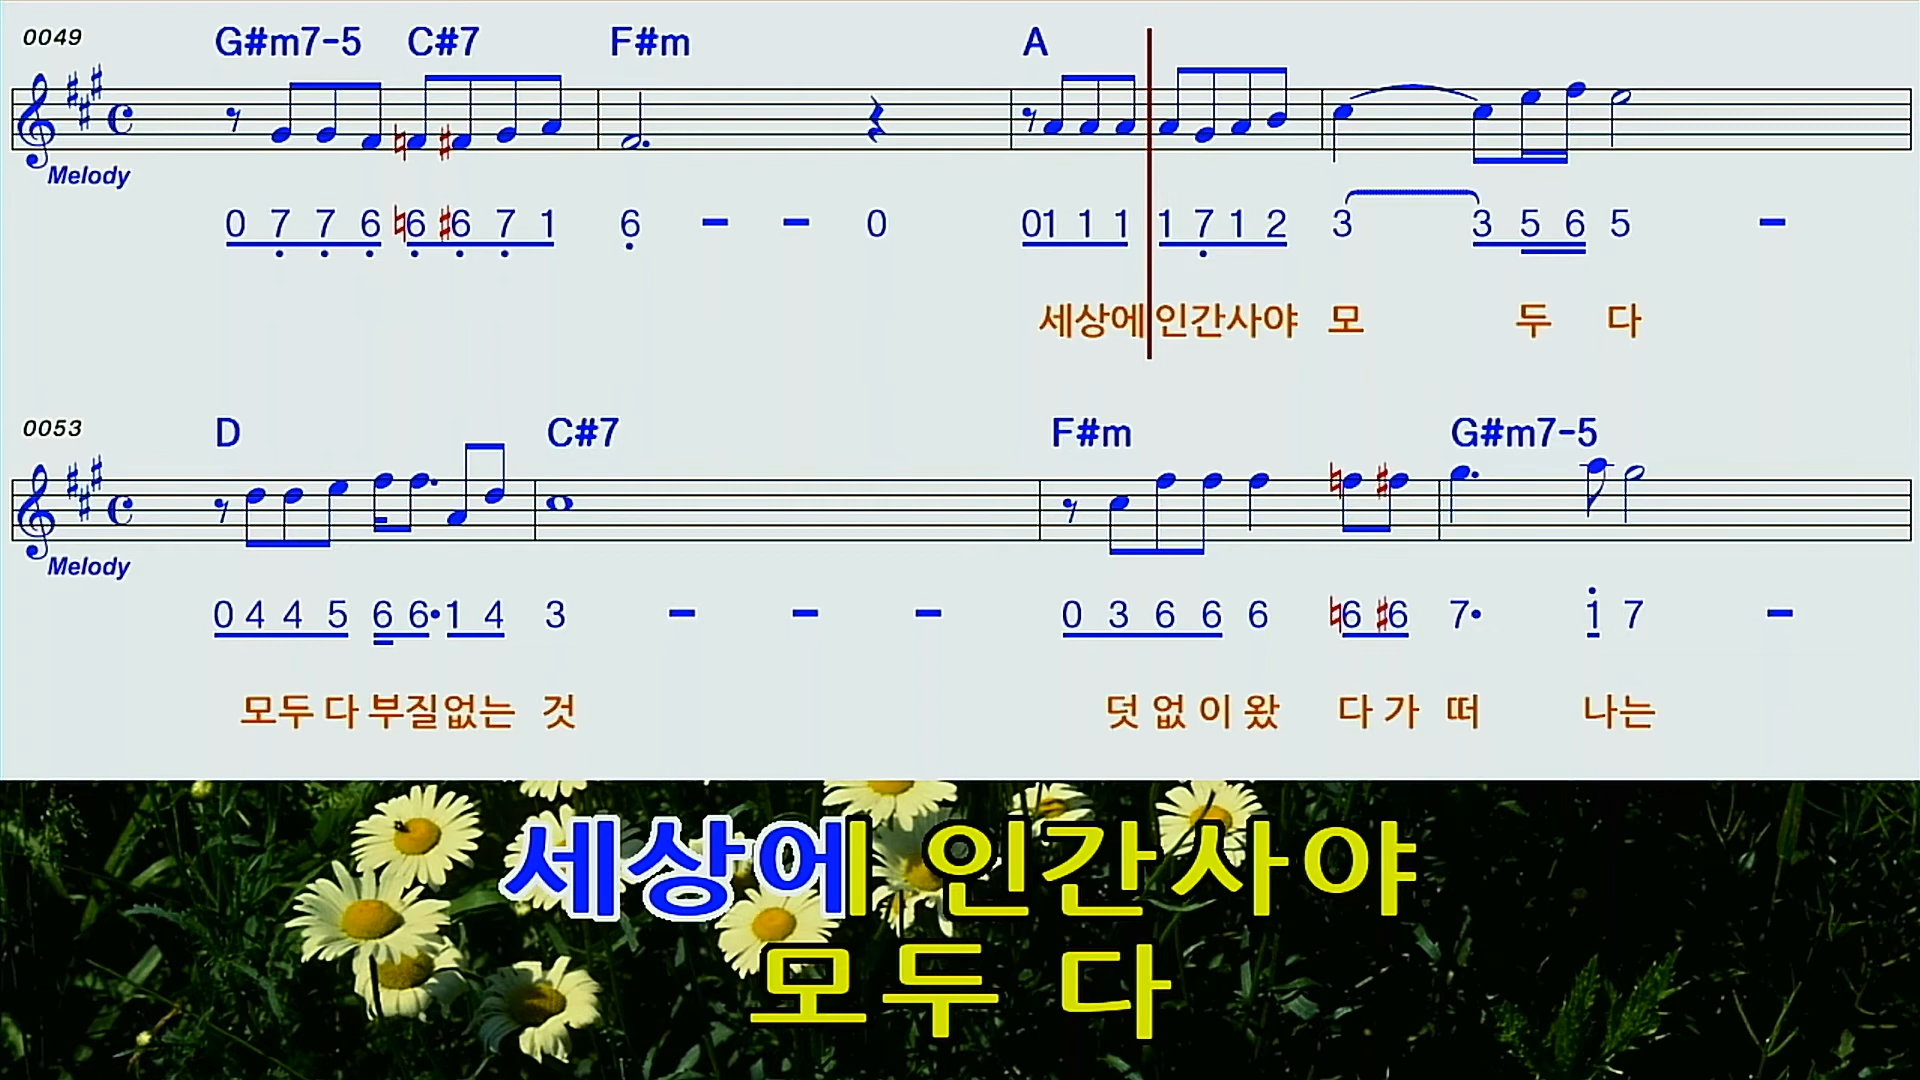 0049
G#m7-5 C#7 F#m A
Melody
0 7 7 6 ♮6 #6 7 1 6 - - 0 01 1 1 1 7 1 2 3 3 5 6 5 -
세상에 인간사야 모 두 다
0053
D C#7 F#m G#m7-5
Melody
0 4 4 5 6 6• 1 4 3 - - - 0 3 6 6 6 ♮6 #6 7• 1 7 -
모두 다 부질없는 것 덧 없 이 왔 다 가 떠 나는
세상에 인간사야
모두 다